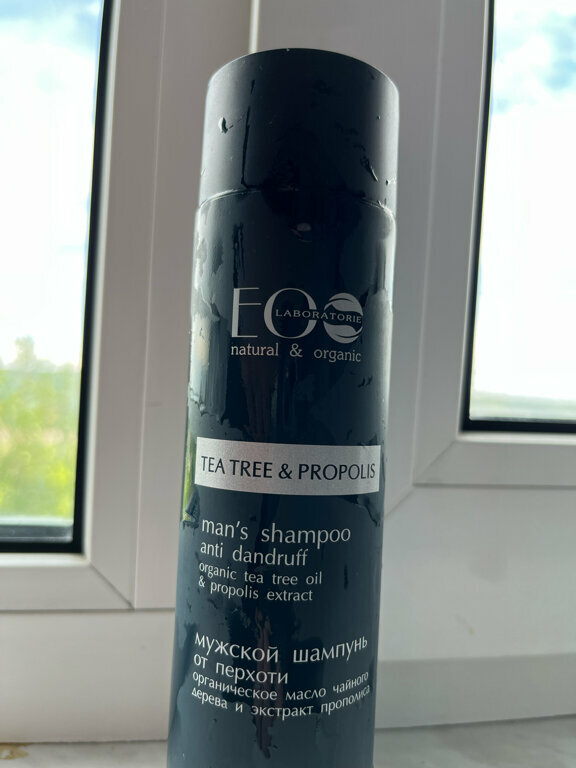 ECO
LABORATORIE
natural & organic
TEA TREE & PROPOLIS
man's shampoo
anti dandruff
organic tea tree oil
& propolis extract
мужской шампунь
от перхоти
органическое масло чайного
дерева и экстракт прополиса